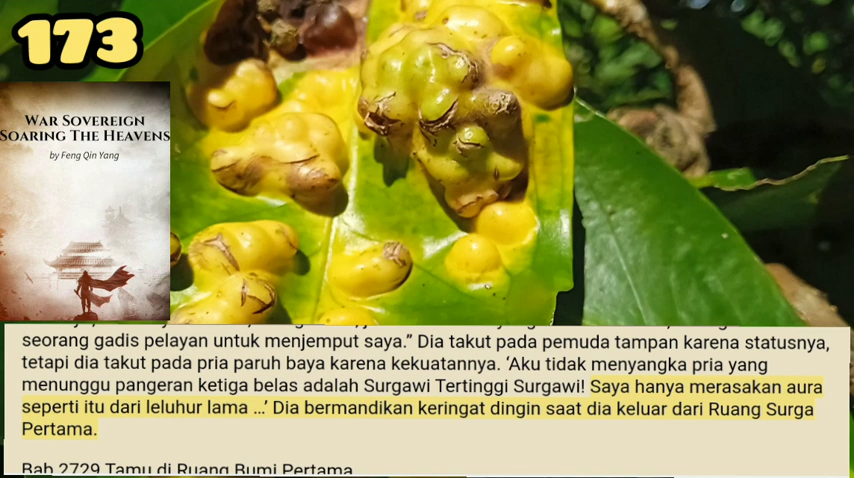 173
WAR SOVEREIGN
SOARING THE HEAVENS
by Feng Qin Yang
seorang gadis pelayan untuk menjemput saya.” Dia takut pada pemuda tampan karena statusnya,
tetapi dia takut pada pria paruh baya karena kekuatannya. ‘Aku tidak menyangka pria yang
menunggu pangeran ketiga belas adalah Surgawi Tertinggi Surgawi! Saya hanya merasakan aura
seperti itu dari leluhur lama ...’ Dia bermandikan keringat dingin saat dia keluar dari Ruang Surga
Pertama.
Bab 2729 Tamu di Ruang Bumi Pertama